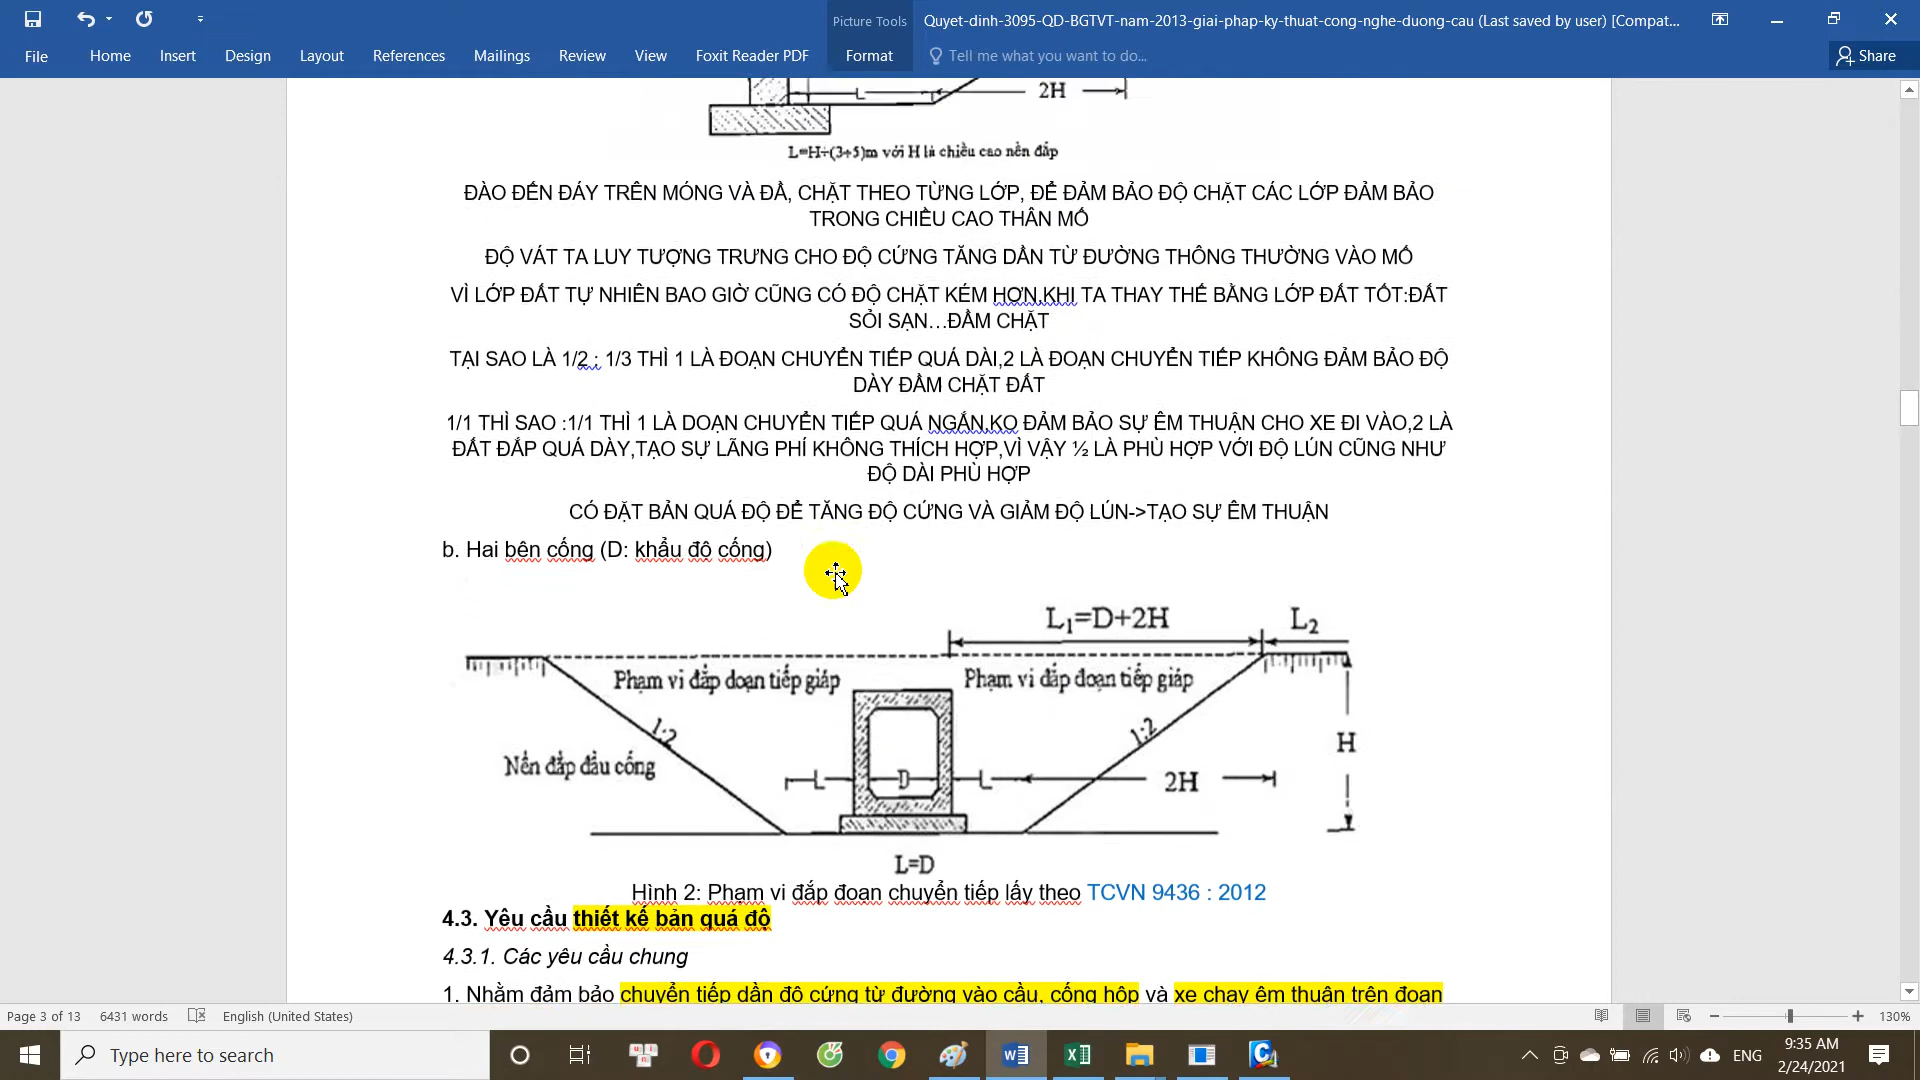 Picture Tools
Quyet-dinh-3095-QD-BGTVT-nam-2013-giai-phap-ky-thuat-cong-nghe-duong-cau (Last saved by user) [Compat...
File Home Insert Design Layout References Mailings Review View Foxit Reader PDF Format Tell me what you want to do... Share
L 2H
L=H÷(3÷5)m với H là chiều cao nền đắp
ĐÀO ĐẾN ĐÁY TRÊN MÓNG VÀ ĐẦ, CHẶT THEO TỪNG LỚP, ĐỂ ĐẢM BẢO ĐỘ CHẶT CÁC LỚP ĐẢM BẢO
TRONG CHIỀU CAO THÂN MỐ
ĐỘ VÁT TA LUY TƯỢNG TRƯNG CHO ĐỘ CỨNG TĂNG DẦN TỪ ĐƯỜNG THÔNG THƯỜNG VÀO MỐ
VÌ LỚP ĐẤT TỰ NHIÊN BAO GIỜ CŨNG CÓ ĐỘ CHẶT KÉM HƠN,KHI TA THAY THẾ BẰNG LỚP ĐẤT TỐT:ĐẤT
SỎI SẠN…ĐẦM CHẶT
TẠI SAO LÀ 1/2 ; 1/3 THÌ 1 LÀ ĐOẠN CHUYỂN TIẾP QUÁ DÀI,2 LÀ ĐOẠN CHUYỂN TIẾP KHÔNG ĐẢM BẢO ĐỘ
DÀY ĐẦM CHẶT ĐẤT
1/1 THÌ SAO :1/1 THÌ 1 LÀ DOẠN CHUYỂN TIẾP QUÁ NGẮN,KO ĐẢM BẢO SỰ ÊM THUẬN CHO XE ĐI VÀO,2 LÀ
ĐẤT ĐẮP QUÁ DÀY,TẠO SỰ LÃNG PHÍ KHÔNG THÍCH HỢP,VÌ VẬY ½ LÀ PHÙ HỢP VỚI ĐỘ LÚN CŨNG NHƯ
ĐỘ DÀI PHÙ HỢP
CÓ ĐẶT BẢN QUÁ ĐỘ ĐỂ TĂNG ĐỘ CỨNG VÀ GIẢM ĐỘ LÚN->TẠO SỰ ÊM THUẬN
b. Hai bên cống (D: khẩu độ cống)
L₁=D+2H L₂
Phạm vi đắp đoạn tiếp giáp Phạm vi đắp đoạn tiếp giáp
1:2 1:2
H
Nền đắp đầu cống
L D L 2H
L=D
Hình 2: Phạm vi đắp đoạn chuyển tiếp lấy theo TCVN 9436 : 2012
4.3. Yêu cầu thiết kế bản quá độ
4.3.1. Các yêu cầu chung
1. Nhằm đảm bảo chuyển tiếp dần độ cứng từ đường vào cầu, cống hộp và xe chạy êm thuận trên đoạn
Page 3 of 13 6431 words English (United States) 130%
Type here to search
ENG
9:35 AM
2/24/2021